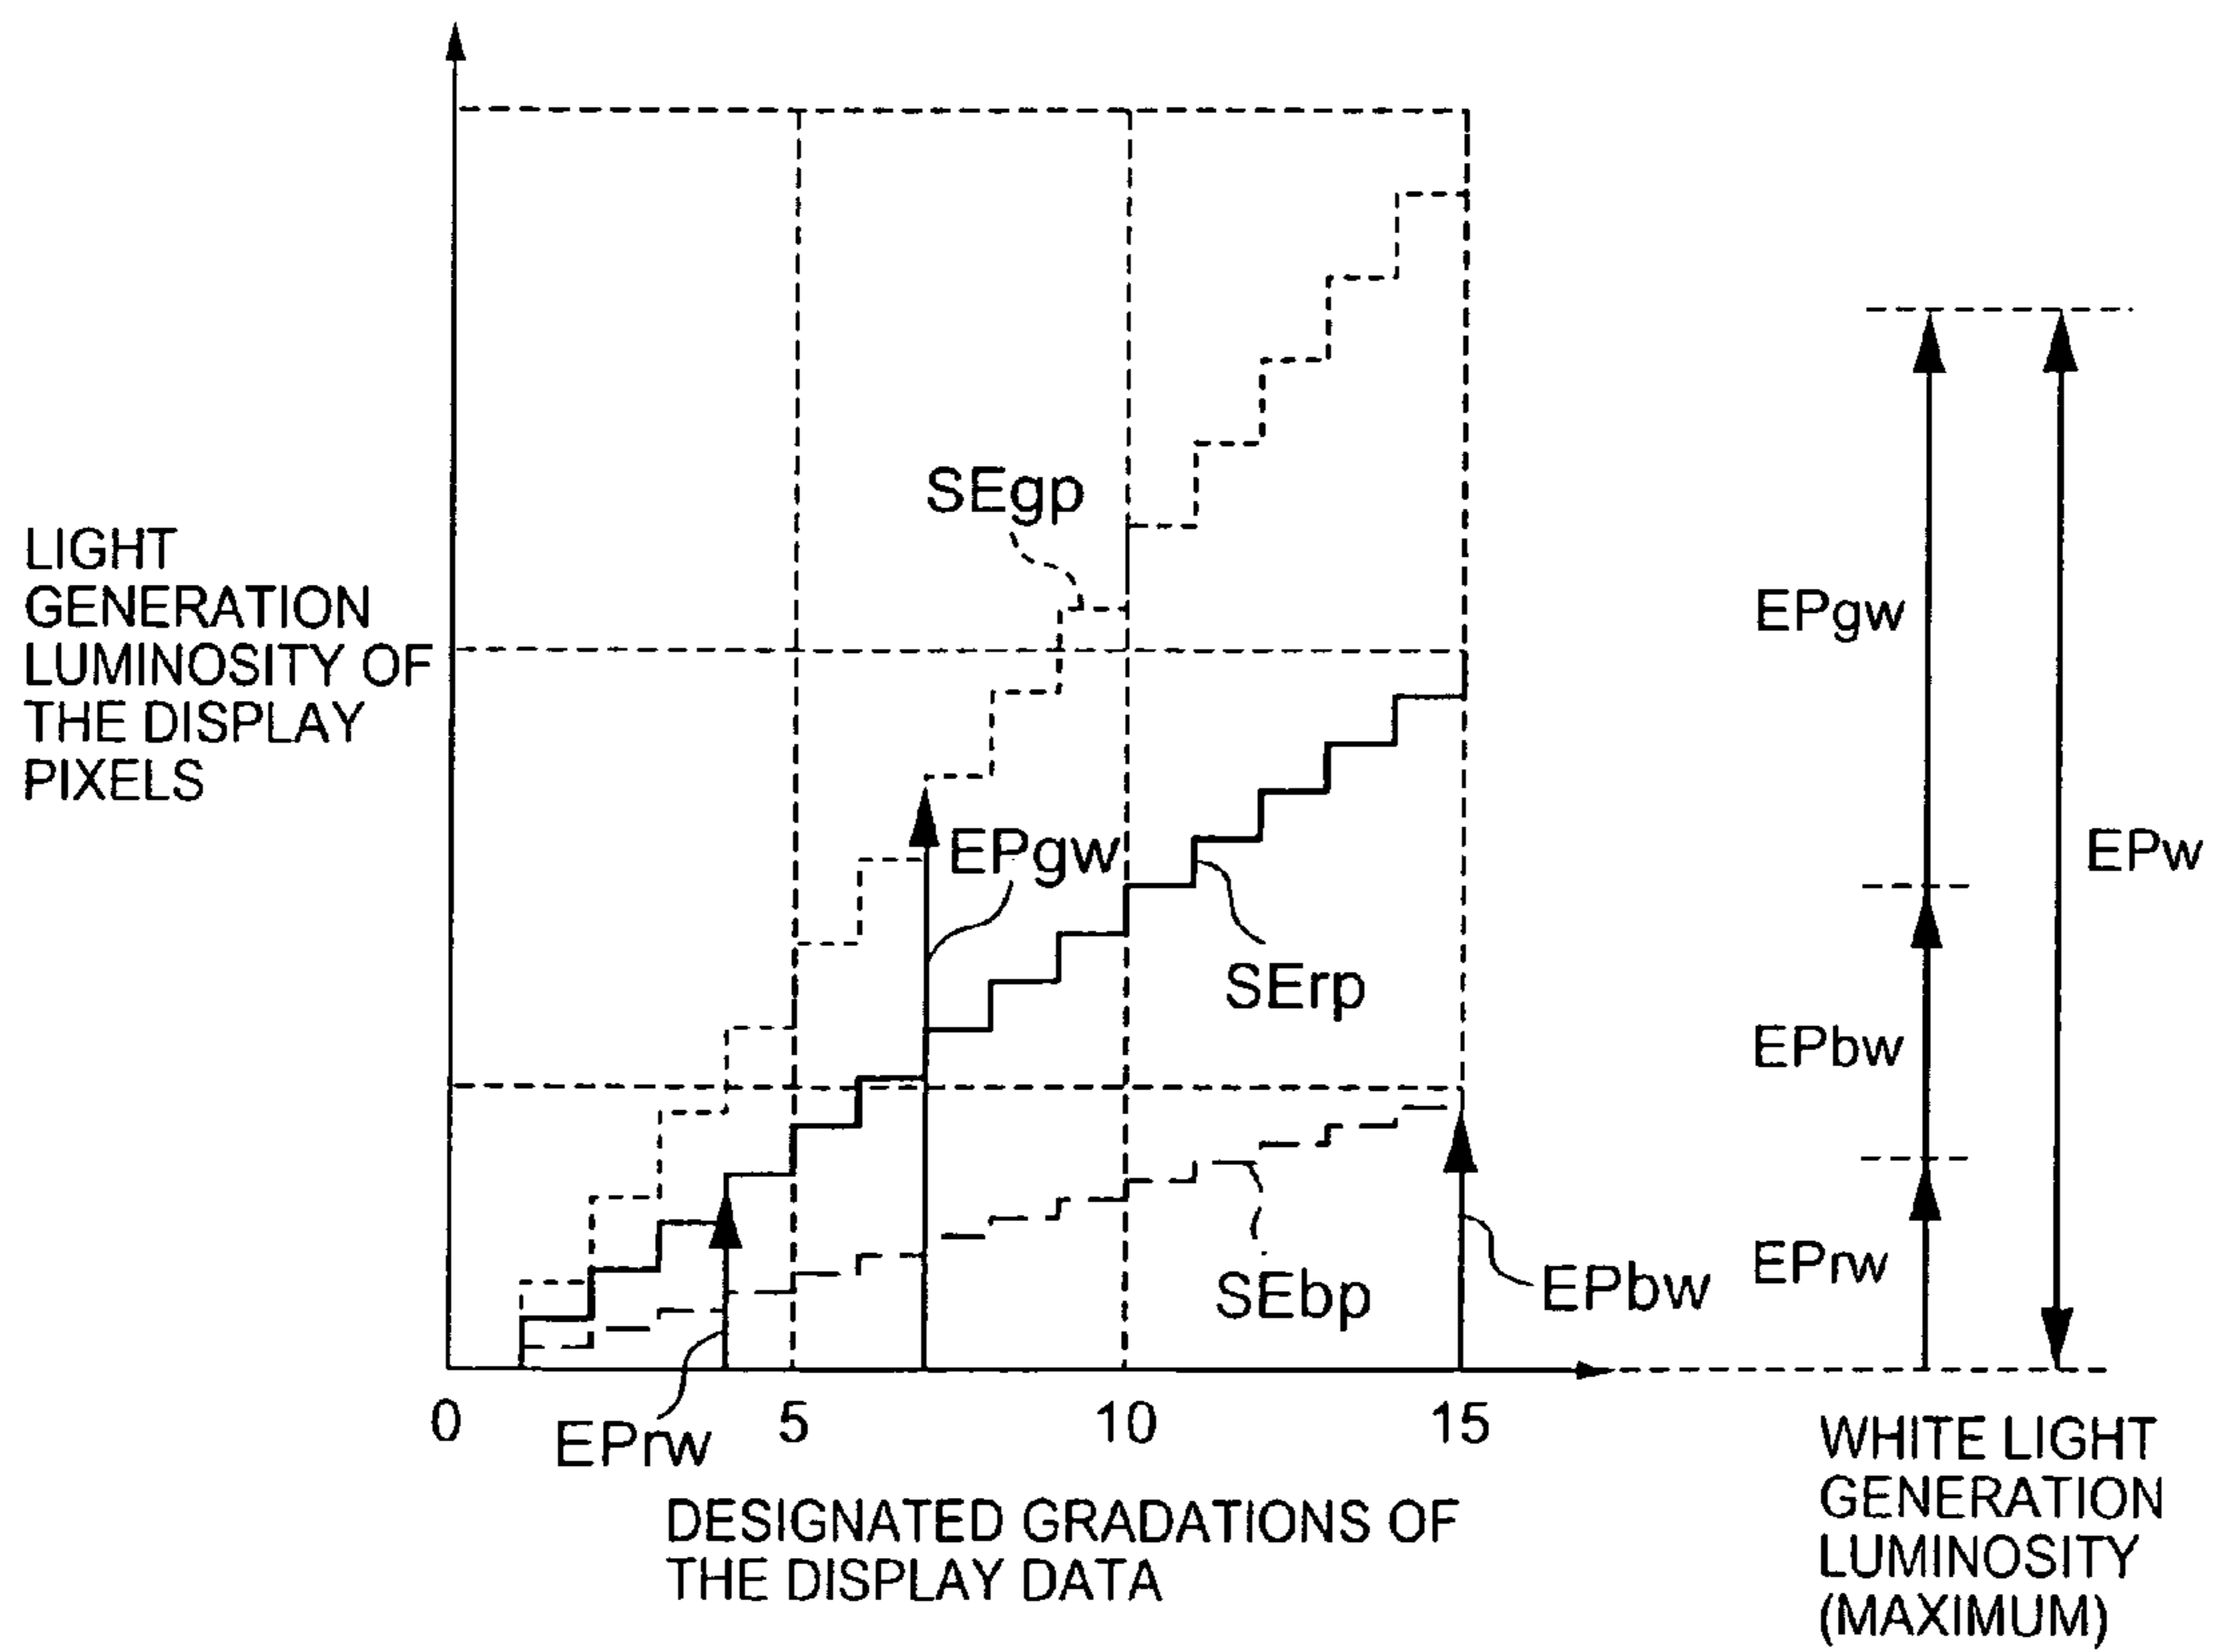 LIGHT
GENERATION
LUMINOSITY OF
THE DISPLAY
PIXELS
SEgp
EPgw
SErp
SEbp
EPbw
EPrw
0
5
10
15
DESIGNATED GRADATIONS OF
THE DISPLAY DATA
EPgw
EPbw
EPrw
EPw
WHITE LIGHT
GENERATION
LUMINOSITY
(MAXIMUM)